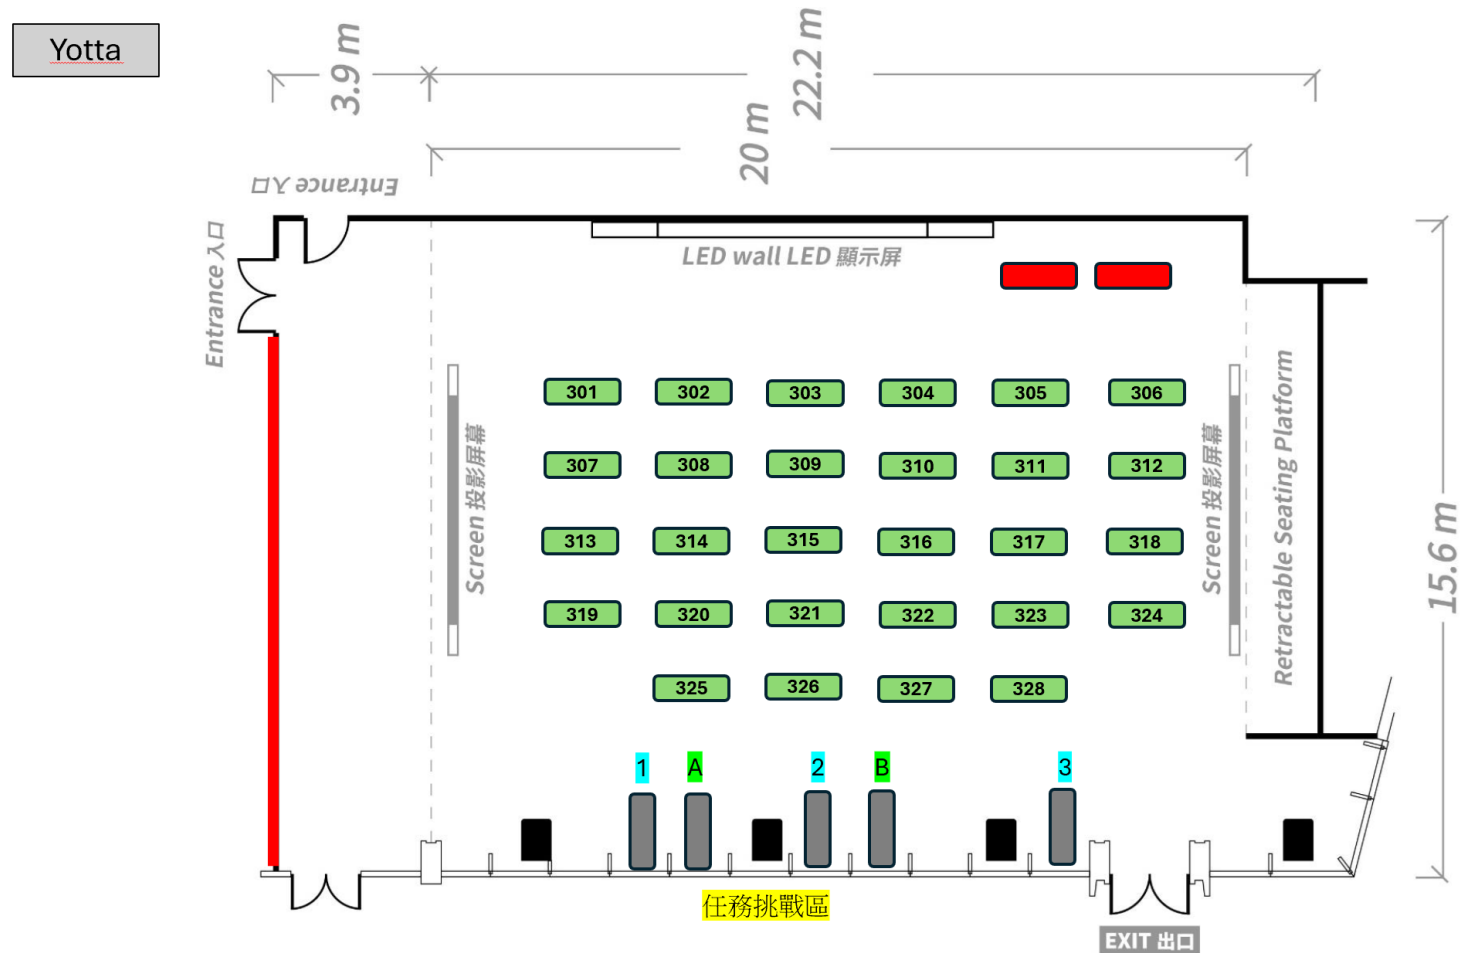 Yotta
3.9 m
22.2 m
20 m
Entrance 入口
Entrance 入口
LED wall LED 顯示屏
301 302 303 304 305 306
307 308 309 310 311 312
313 314 315 316 317 318
319 320 321 322 323 324
325 326 327 328
Screen 投影屏幕
Screen 投影屏幕
Retractable Seating Platform
15.6 m
1 A 2 B 3
任務挑戰區
EXIT 出口